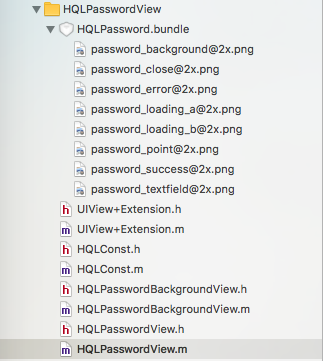 HQLPasswordView
HQLPassword.bundle
password_background@2x.png
password_close@2x.png
password_error@2x.png
password_loading_a@2x.png
password_loading_b@2x.png
password_point@2x.png
password_success@2x.png
password_textfield@2x.png
h UIView+Extension.h
m UIView+Extension.m
h HQLConst.h
m HQLConst.m
h HQLPasswordBackgroundView.h
m HQLPasswordBackgroundView.m
h HQLPasswordView.h
m HQLPasswordView.m